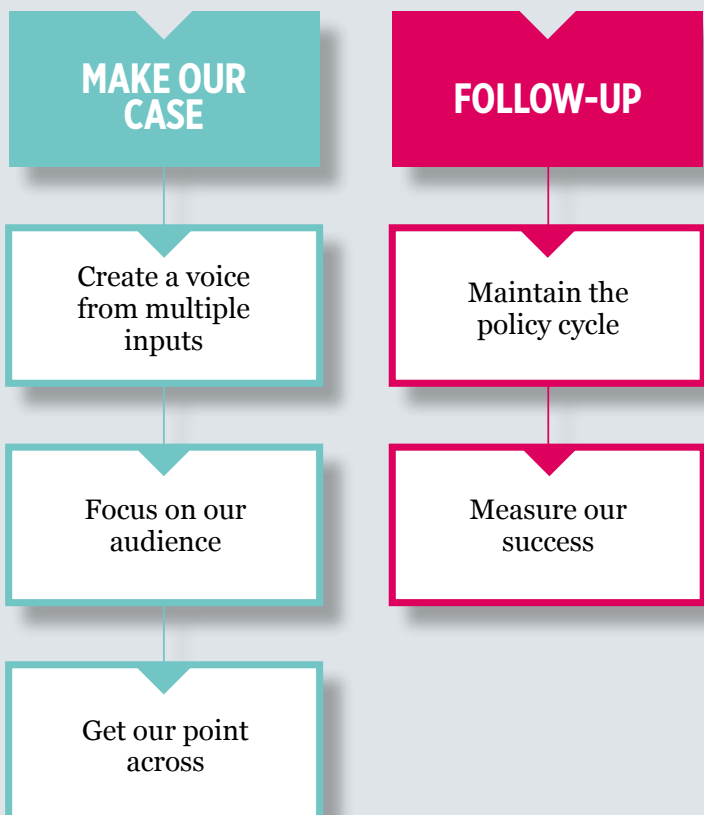 MAKE OUR
CASE
Create a voice
from multiple
inputs
Focus on our
audience
Get our point
across
FOLLOW-UP
Maintain the
policy cycle
Measure our
success